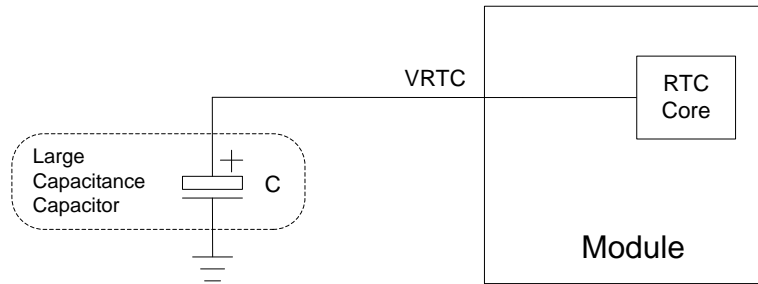 VRTC
RTC
Core
Large
Capacitance
Capacitor
+
C
Module